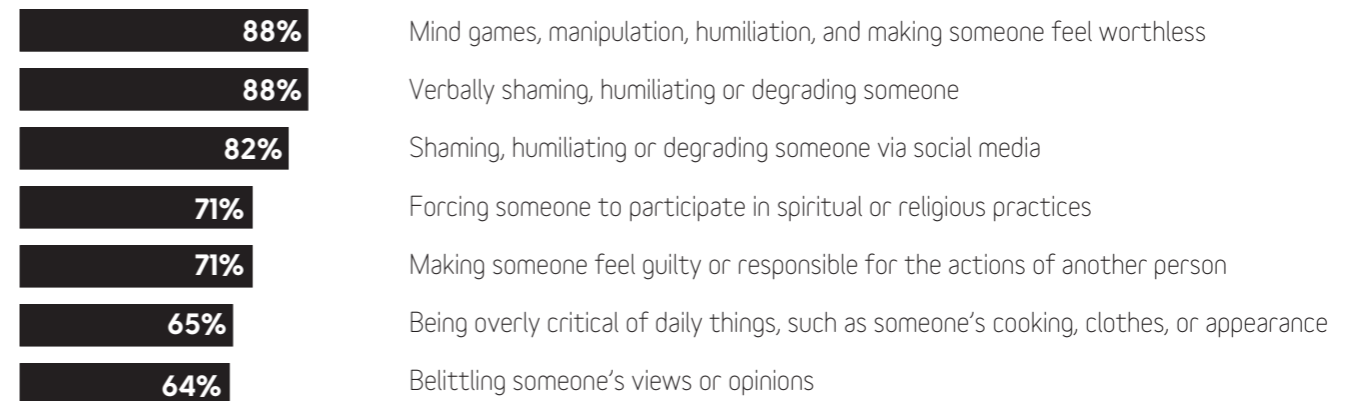 88% Mind games, manipulation, humiliation, and making someone feel worthless
88% Verbally shaming, humiliating or degrading someone
82% Shaming, humiliating or degrading someone via social media
71% Forcing someone to participate in spiritual or religious practices
71% Making someone feel guilty or responsible for the actions of another person
65% Being overly critical of daily things, such as someone’s cooking, clothes, or appearance
64% Belittling someone’s views or opinions